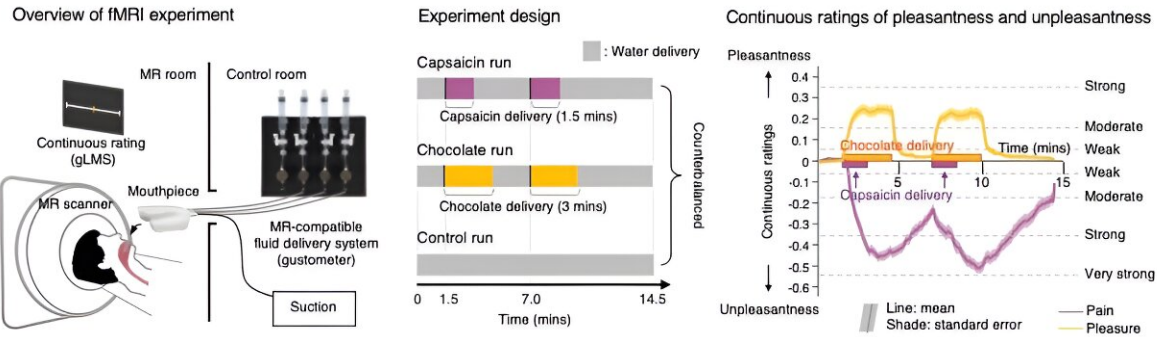 Overview of fMRI experiment
MR room
Control room
Continuous rating
(gLMS)
Mouthpiece
MR scanner
MR-compatible
fluid delivery system
(gustometer)
Suction
Experiment design
: Water delivery
Capsaicin run
Capsaicin delivery (1.5 mins)
Chocolate run
Chocolate delivery (3 mins)
Control run
Counterbalanced
0 1.5 7.0 14.5
Time (mins)
Continuous ratings of pleasantness and unpleasantness
Pleasantness
Continuous ratings
Unpleasantness
0.4
0.3
0.2
0.1
0
-0.1
-0.2
-0.3
-0.4
-0.5
-0.6
Chocolate delivery
Time (mins)
5 10 15
Capsaicin delivery
Strong
Moderate
Weak
Weak
Moderate
Strong
Very strong
Line: mean
Shade: standard error
Pain
Pleasure